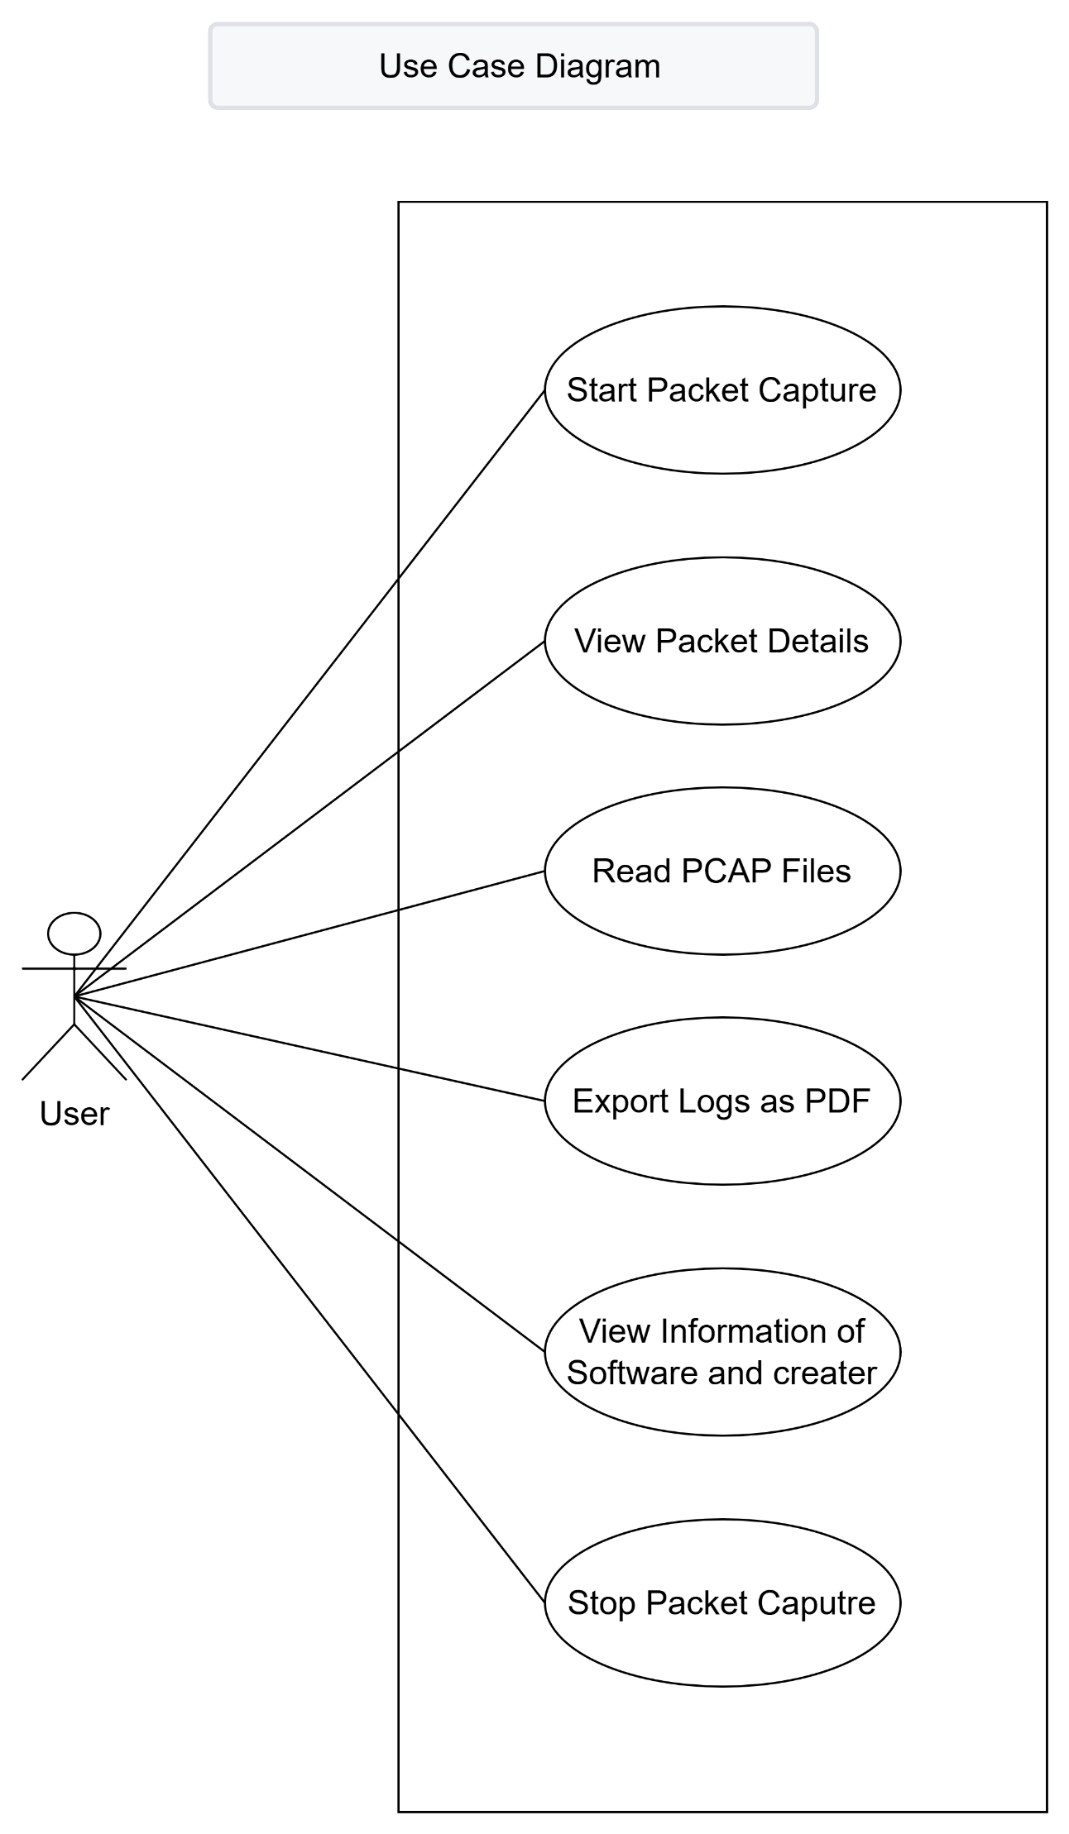 Use Case Diagram
Start Packet Capture
View Packet Details
Read PCAP Files
User
Export Logs as PDF
View Information of
Software and creater
Stop Packet Caputre